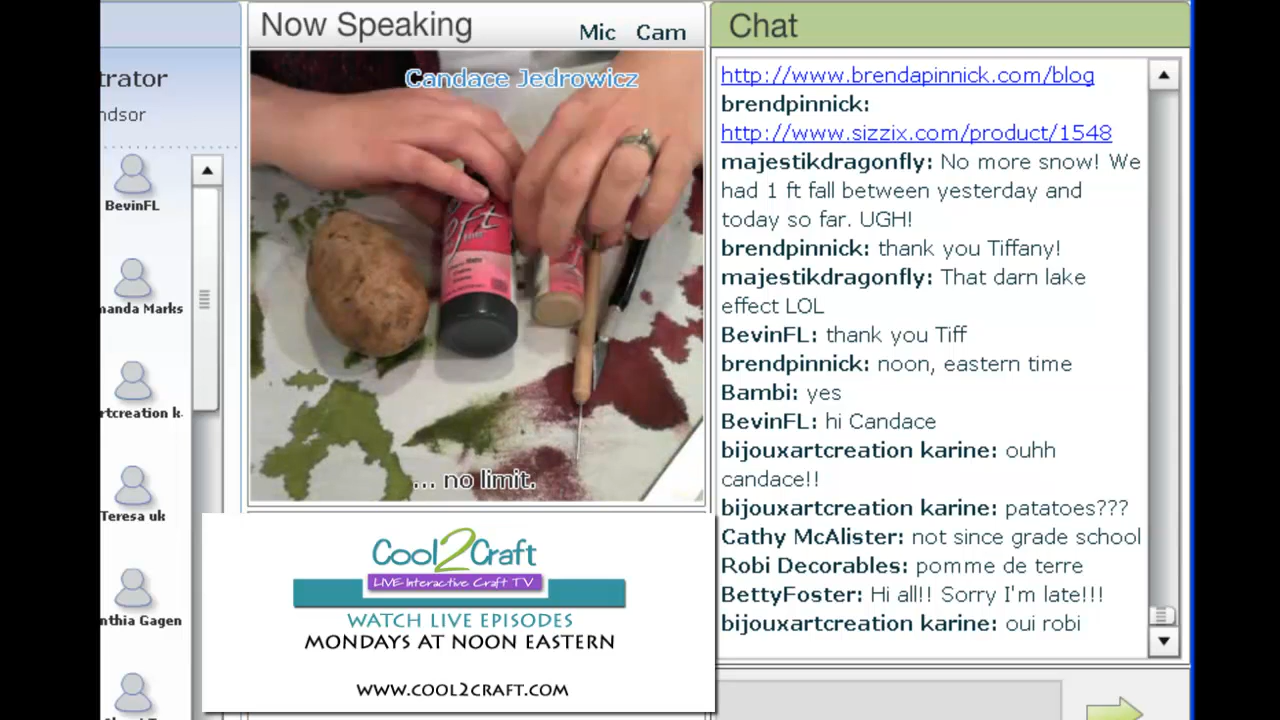 trator
ndsor
BevinFL
manda Marks
rtcreation k.
Teresa uk
nthia Gagen
Now Speaking
Mic Cam
Candace Jedrowicz
oft
... no limit.
Cool2Craft
LIVE Interactive Craft TV
WATCH LIVE EPISODES
MONDAYS AT NOON EASTERN
WWW.COOL2CRAFT.COM
Chat
http://www.brendapinnick.com/blog
brendpinnick:
http://www.sizzix.com/product/1548
majestikdragonfly: No more snow! We
had 1 ft fall between yesterday and
today so far. UGH!
brendpinnick: thank you Tiffany!
majestikdragonfly: That darn lake
effect LOL
BevinFL: thank you Tiff
brendpinnick: noon, eastern time
Bambi: yes
BevinFL: hi Candace
bijouxartcreation karine: ouhh
candace!!
bijouxartcreation karine: patatoes???
Cathy McAlister: not since grade school
Robi Decorables: pomme de terre
BettyFoster: Hi all!! Sorry I'm late!!!
bijouxartcreation karine: oui robi